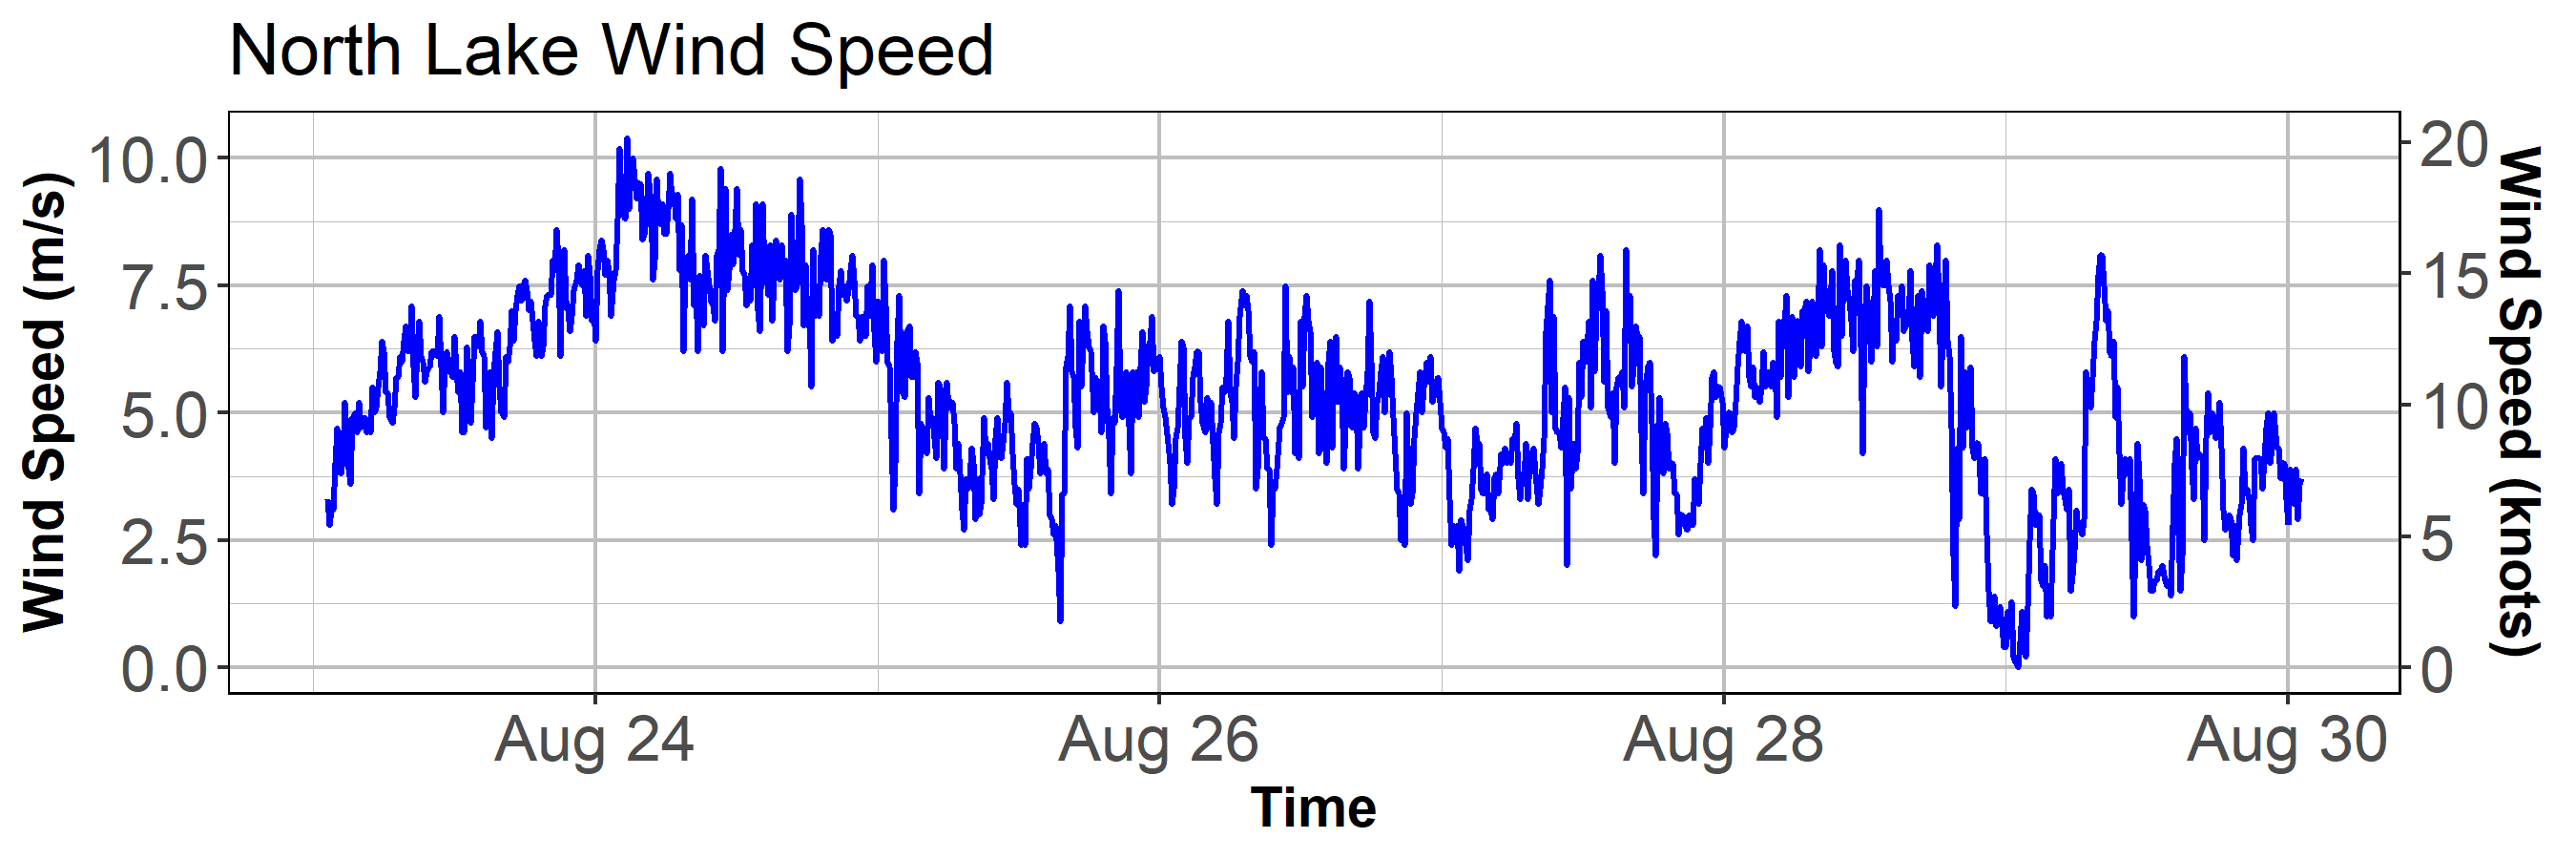 North Lake Wind Speed
Wind Speed (m/s)
10.0
7.5
5.0
2.5
0.0
20
15
10
5
0
Wind Speed (knots)
Aug 24
Aug 26
Aug 28
Aug 30
Time